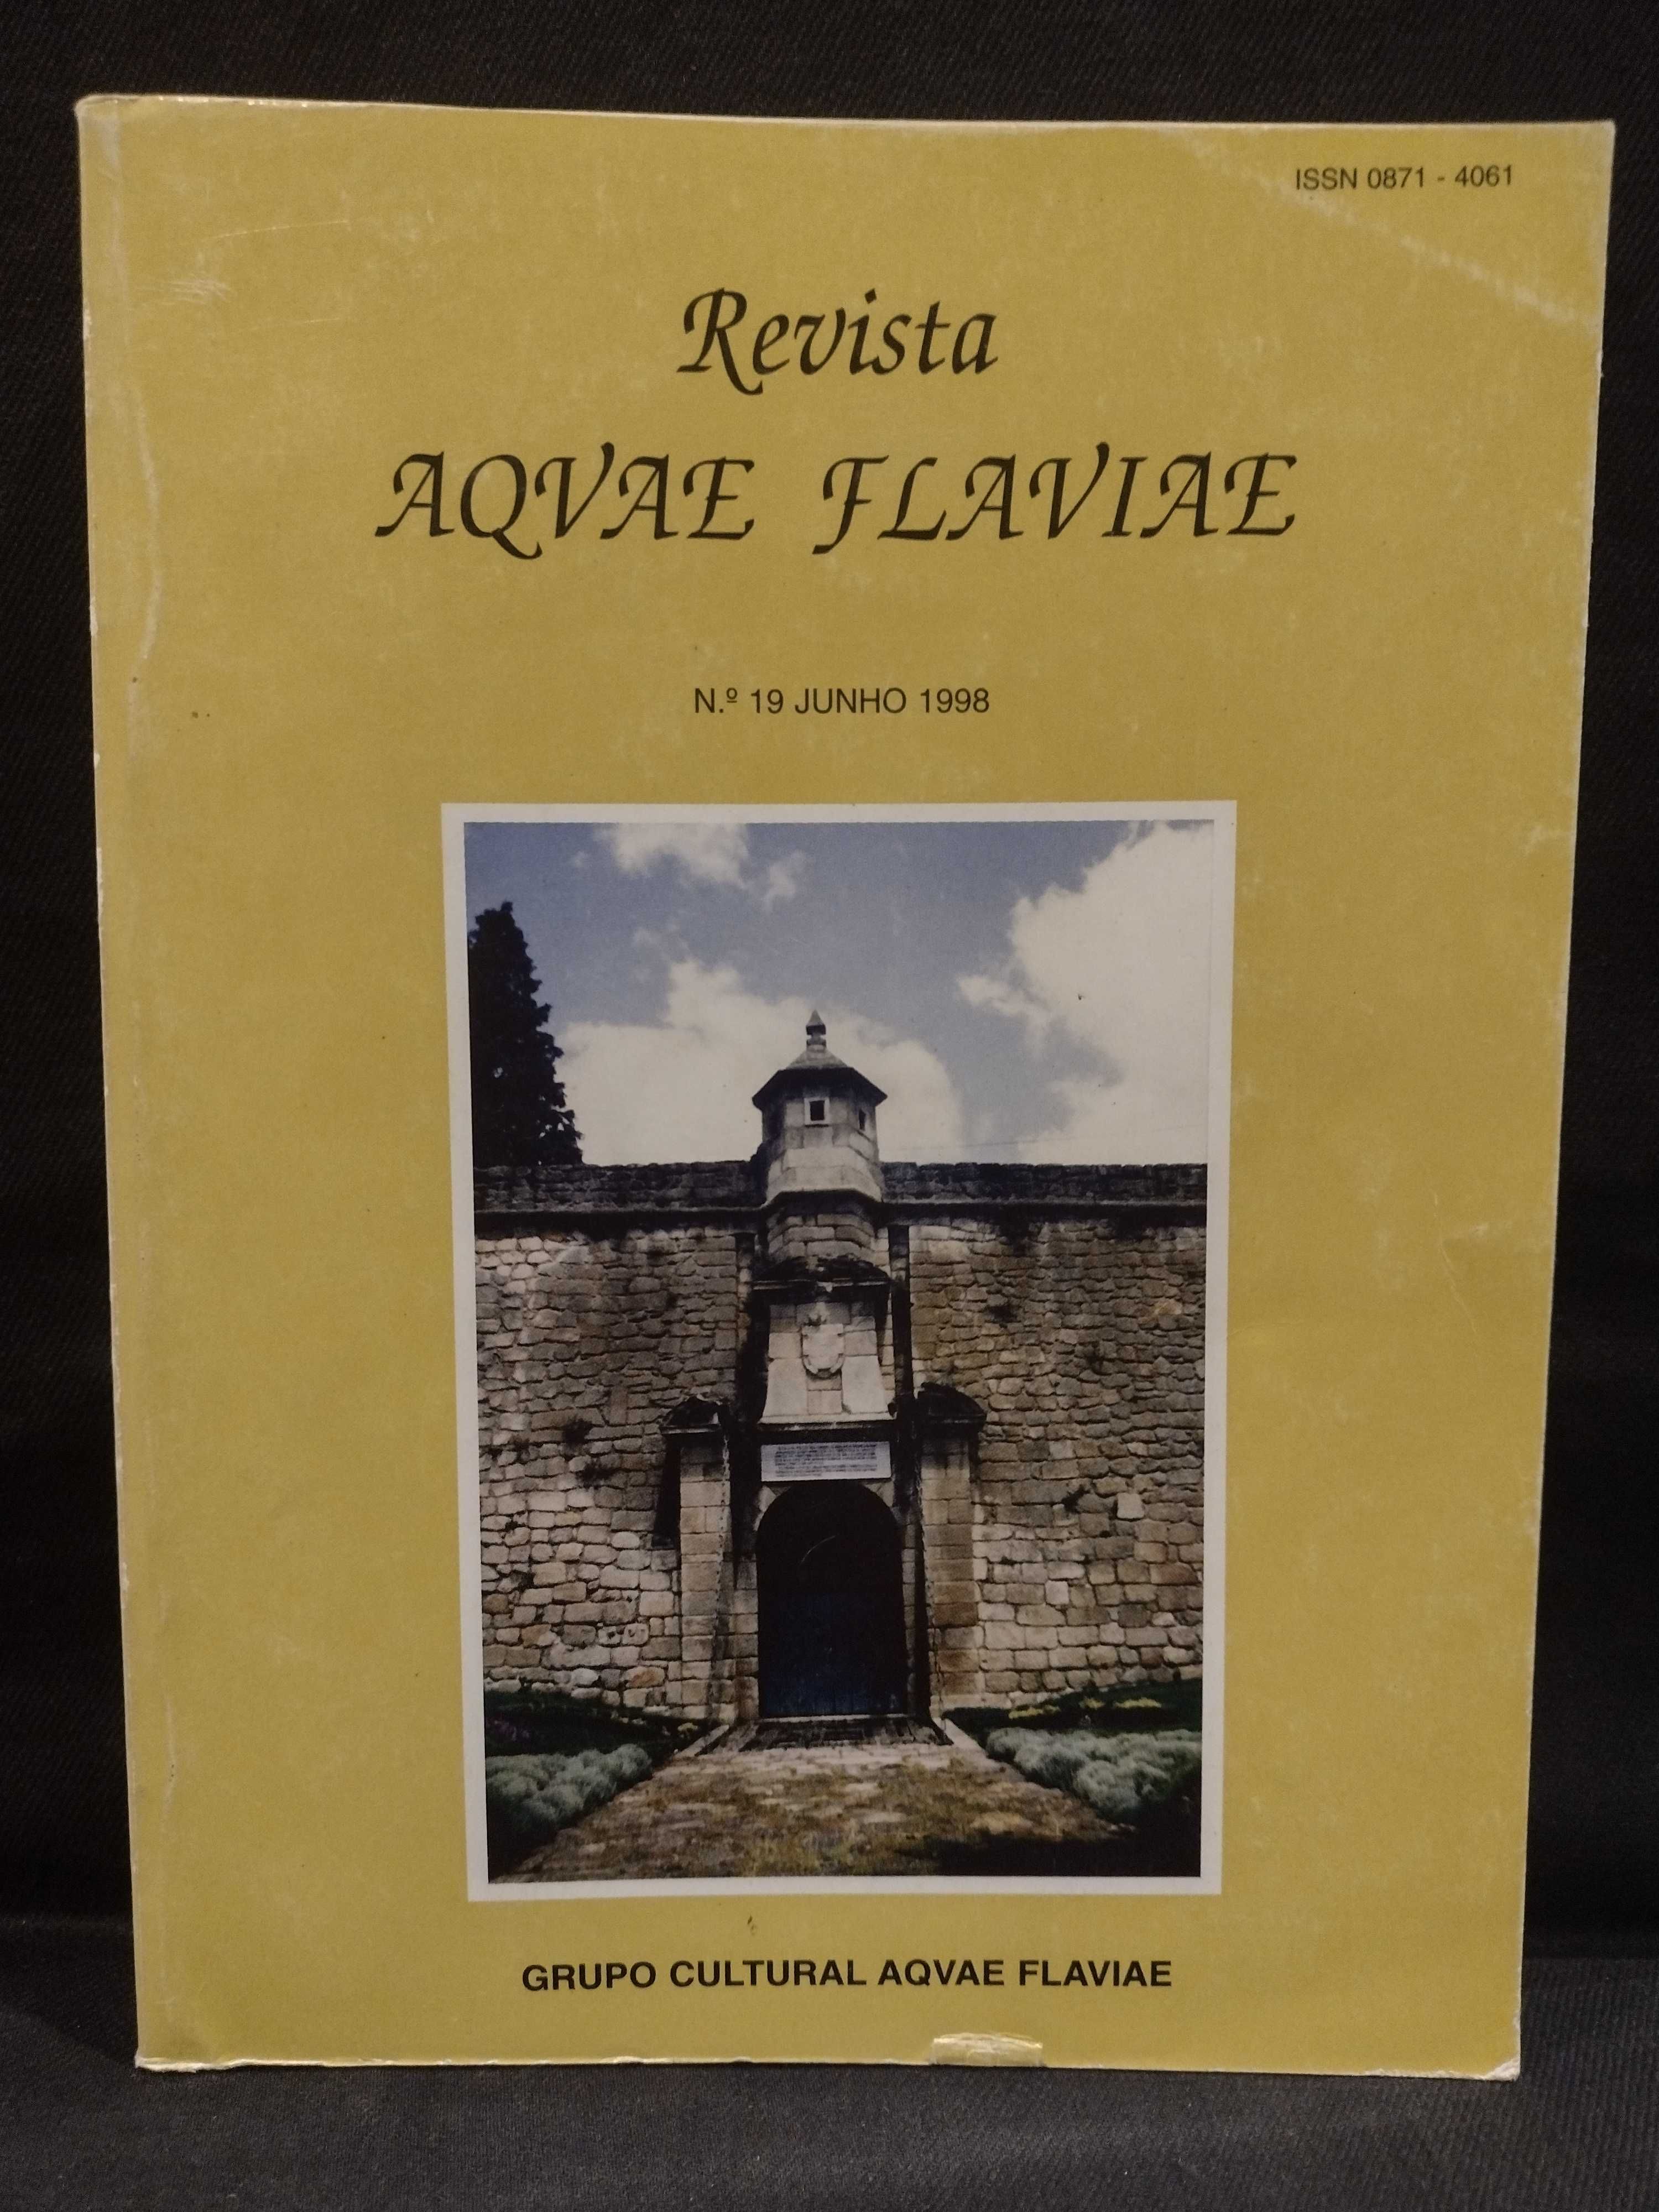 ISSN 0871 - 4061
Revista
AQVAE FLAVIAE
N.º 19 JUNHO 1998
GRUPO CULTURAL AQVAE FLAVIAE